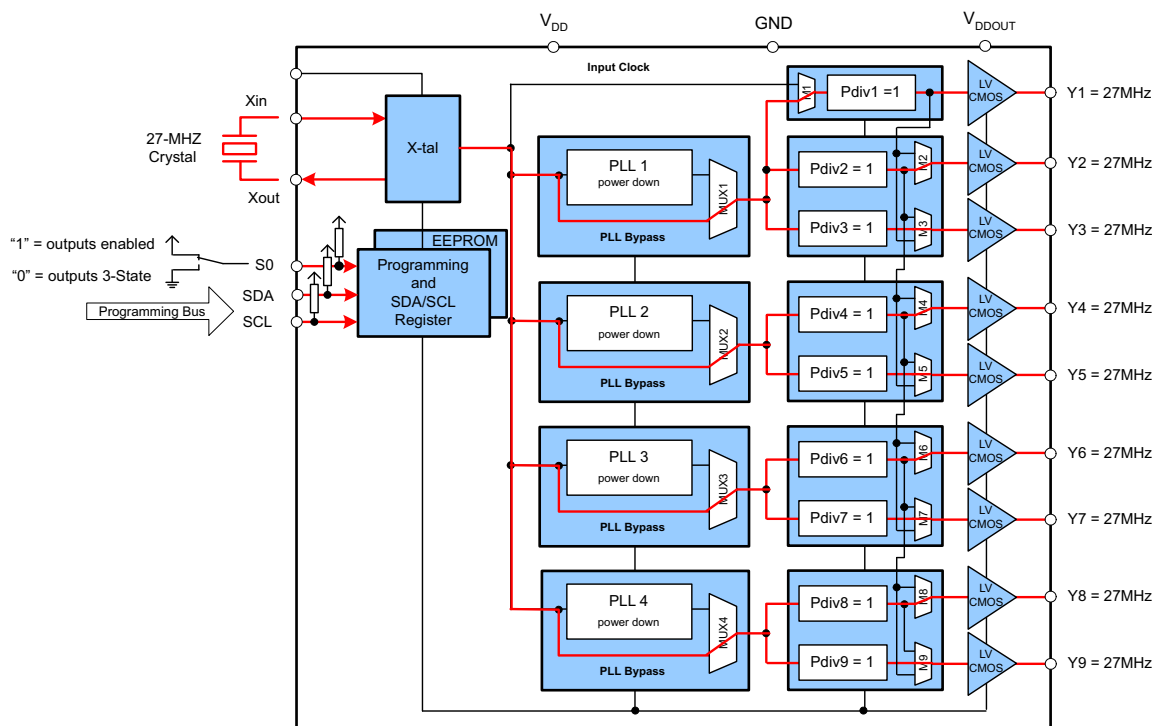 V_DD
GND
V_DDOUT
Input Clock
Xin
27-MHZ
Crystal
Xout
X-tal
"1" = outputs enabled
"0" = outputs 3-State
S0
SDA
SCL
Programming Bus
EEPROM
Programming
and
SDA/SCL
Register
PLL 1
power down
MUX1
PLL Bypass
PLL 2
power down
MUX2
PLL Bypass
PLL 3
power down
MUX3
PLL Bypass
PLL 4
power down
MUX4
PLL Bypass
M1
Pdiv1 =1
LV
CMOS
Y1 = 27MHz
Pdiv2 = 1
M2
LV
CMOS
Y2 = 27MHz
Pdiv3 = 1
M3
LV
CMOS
Y3 = 27MHz
Pdiv4 = 1
M4
LV
CMOS
Y4 = 27MHz
Pdiv5 = 1
M5
LV
CMOS
Y5 = 27MHz
Pdiv6 = 1
M6
LV
CMOS
Y6 = 27MHz
Pdiv7 = 1
M7
LV
CMOS
Y7 = 27MHz
Pdiv8 = 1
M8
LV
CMOS
Y8 = 27MHz
Pdiv9 = 1
M9
LV
CMOS
Y9 = 27MHz